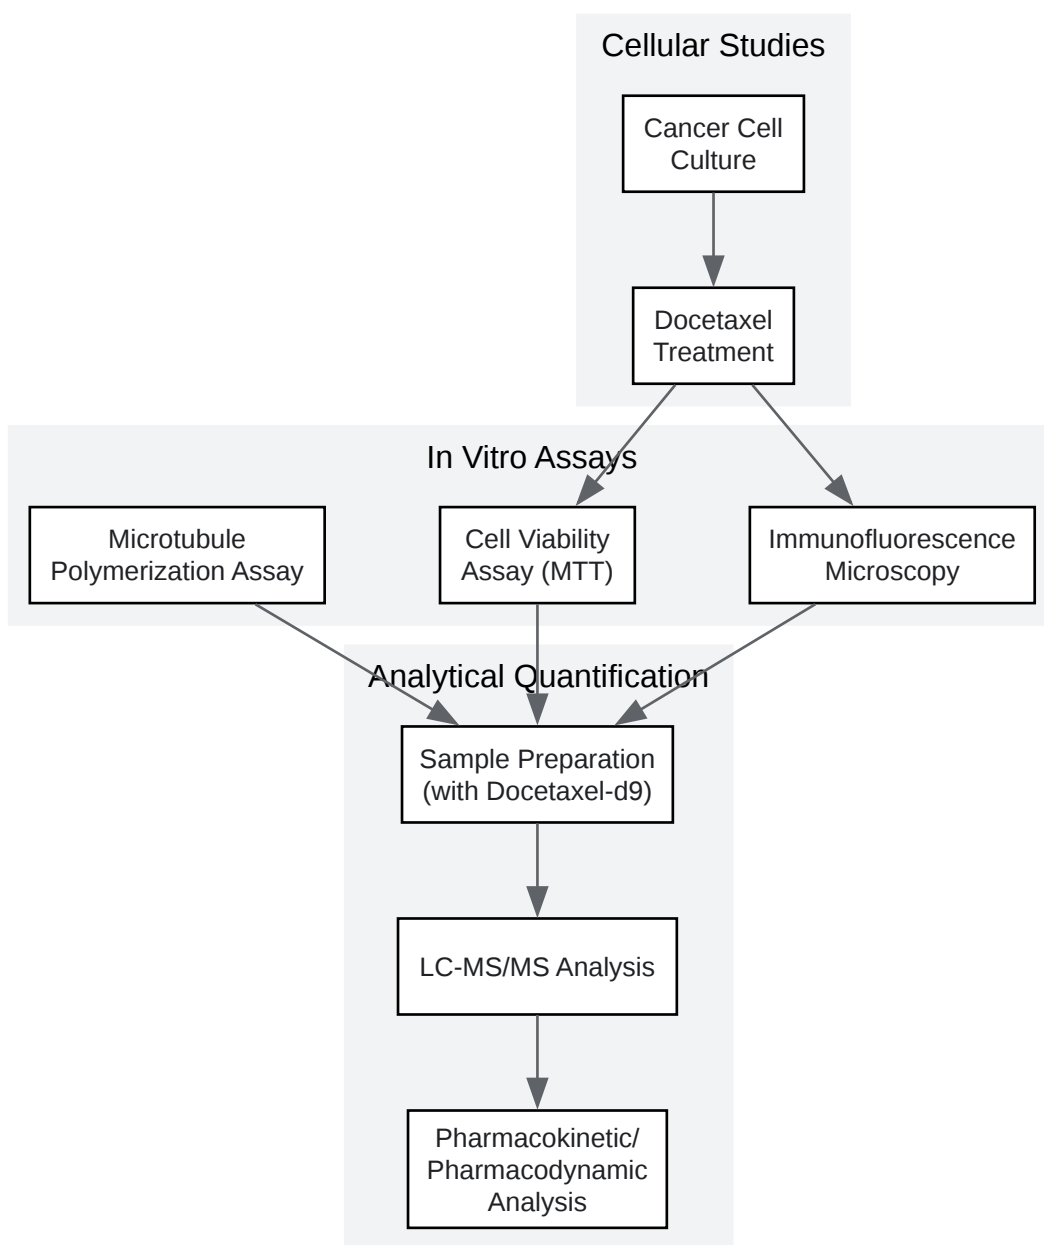 Cellular Studies
Cancer Cell
Culture
Docetaxel
Treatment
In Vitro Assays
Microtubule
Polymerization Assay
Cell Viability
Assay (MTT)
Immunofluorescence
Microscopy
Analytical Quantification
Sample Preparation
(with Docetaxel-d9)
LC-MS/MS Analysis
Pharmacokinetic/
Pharmacodynamic
Analysis